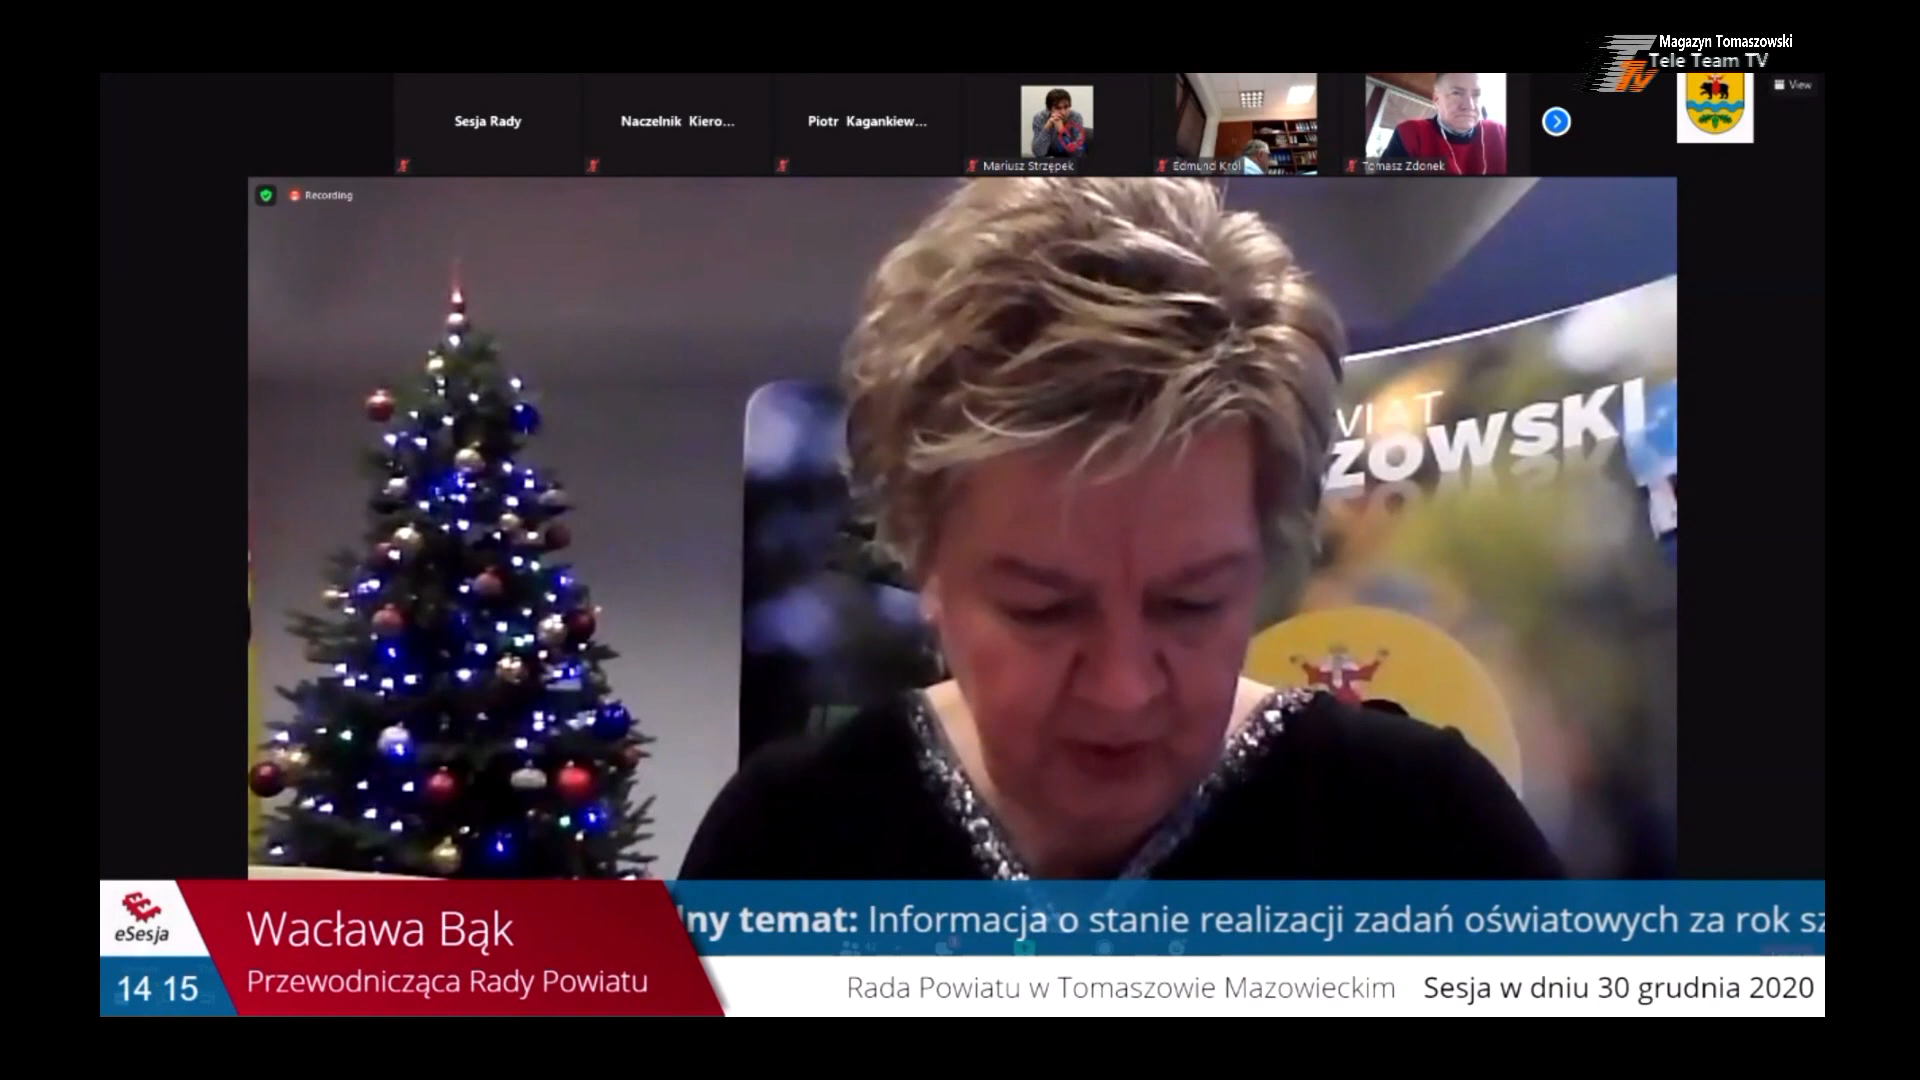 Magazyn Tomaszowski
Tele Team TV
View
Sesja Rady
Naczelnik Kiero...
Piotr Kagankiew...
Mariusz Strzępek
Edmund Król
Tomasz Zdonek
Recording
WIAT
ZOWSKI
lny temat: Informacja o stanie realizacji zadań oświatowych za rok sz
eSesja
Wacława Bąk
Przewodnicząca Rady Powiatu
14 15
Rada Powiatu w Tomaszowie Mazowieckim Sesja w dniu 30 grudnia 2020